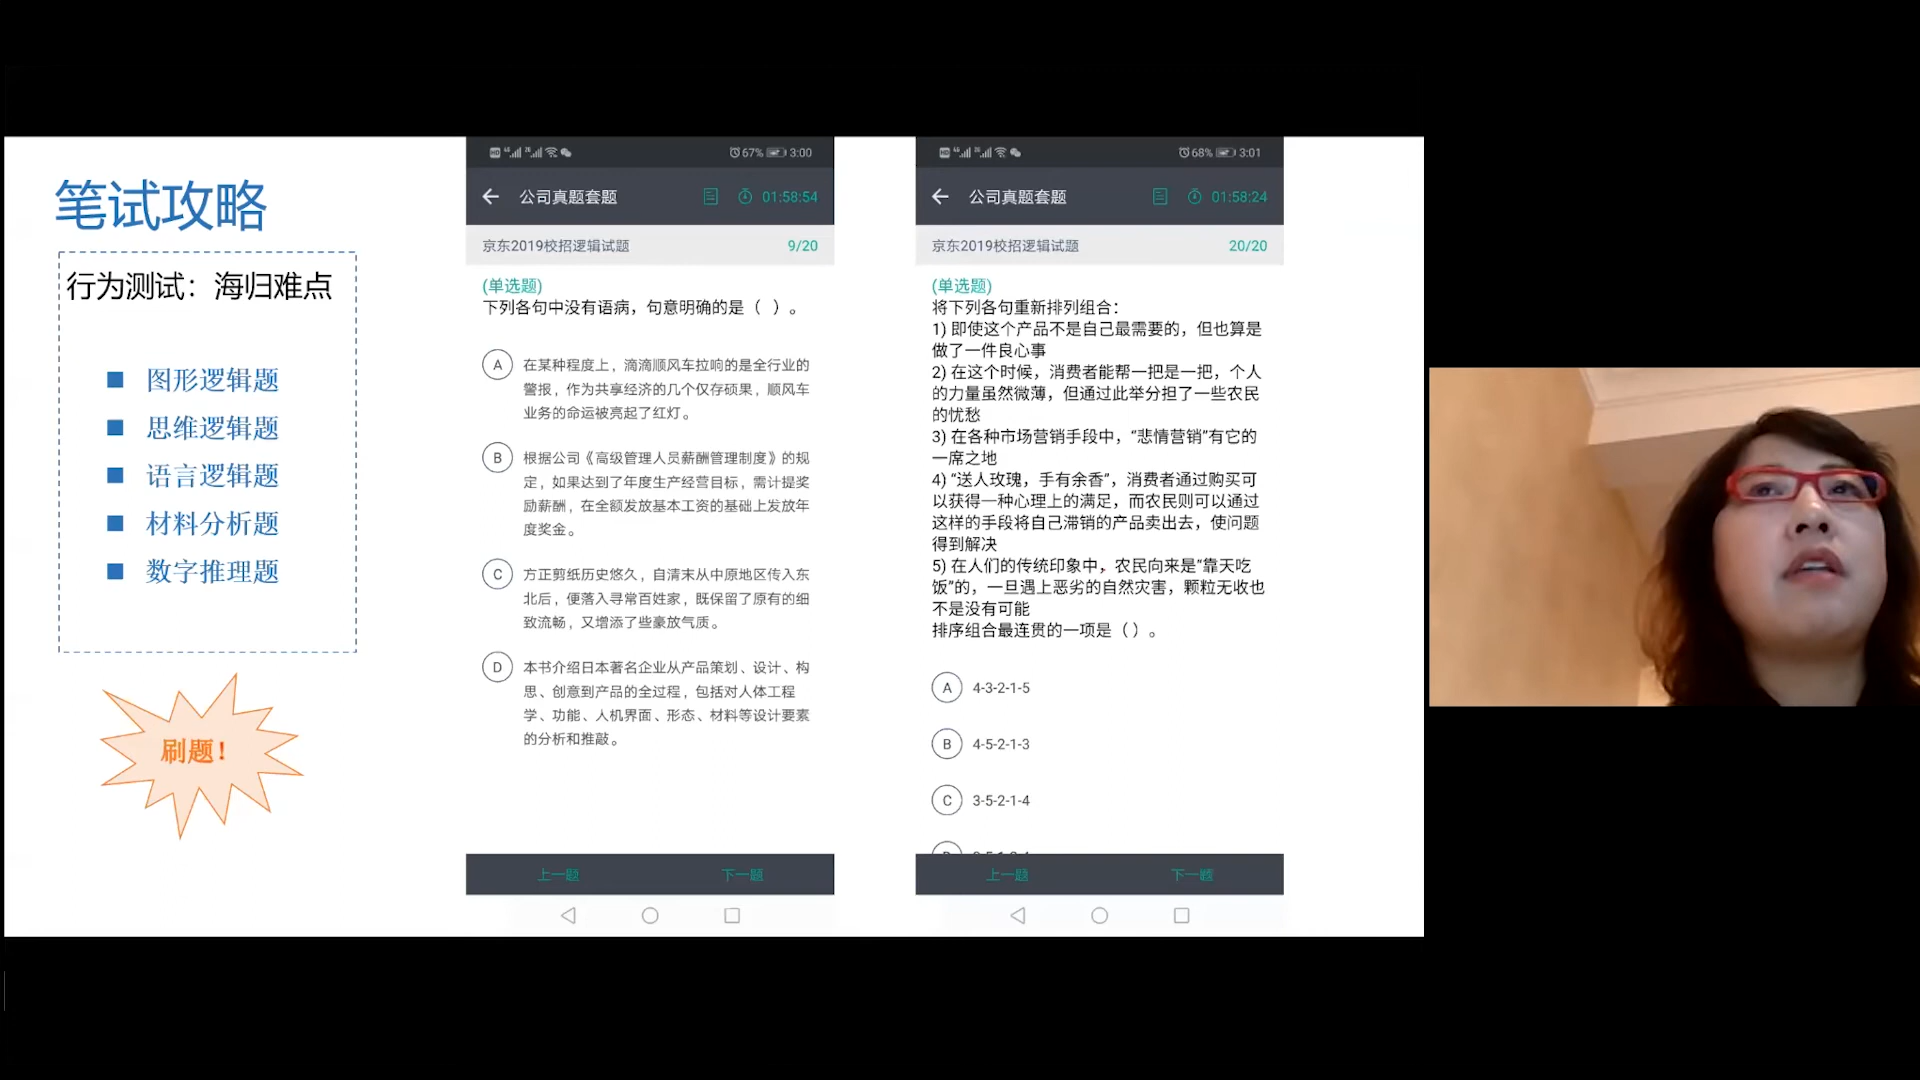 笔试攻略
行为测试：海归难点
图形逻辑题
思维逻辑题
语言逻辑题
材料分析题
数字推理题
刷题！
67% 3:00
公司真题套题
01:58:54
京东2019校招逻辑试题
9/20
(单选题)
下列各句中没有语病，句意明确的是（ ）。
A 在某种程度上，滴滴顺风车拉响的是全行业的
警报，作为共享经济的几个仅存硕果，顺风车
业务的命运被亮起了红灯。
B 根据公司《高级管理人员薪酬管理制度》的规
定，如果达到了年度生产经营目标，需计提奖
励薪酬，在全额发放基本工资的基础上发放年
度奖金。
C 方正剪纸历史悠久，自清末从中原地区传入东
北后，便落入寻常百姓家，既保留了原有的细
致流畅，又增添了些豪放气质。
D 本书介绍日本著名企业从产品策划、设计、构
思、创意到产品的全过程，包括对人体工程
学、功能、人机界面、形态、材料等设计要素
的分析和推敲。
上一题 下一题
68% 3:01
公司真题套题
01:58:24
京东2019校招逻辑试题
20/20
(单选题)
将下列各句重新排列组合：
1) 即使这个产品不是自己最需要的，但也算是
做了一件良心事
2) 在这个时候，消费者能帮一把是一把，个人
的力量虽然微薄，但通过此举分担了一些农民
的忧愁
3) 在各种市场营销手段中，“悲情营销”有它的
一席之地
4) “送人玫瑰，手有余香”，消费者通过购买可
以获得一种心理上的满足，而农民则可以通过
这样的手段将自己滞销的产品卖出去，使问题
得到解决
5) 在人们的传统印象中，农民向来是“靠天吃
饭”的，一旦遇上恶劣的自然灾害，颗粒无收也
不是没有可能
排序组合最连贯的一项是（ ）。
A 4-3-2-1-5
B 4-5-2-1-3
C 3-5-2-1-4
上一题 下一题